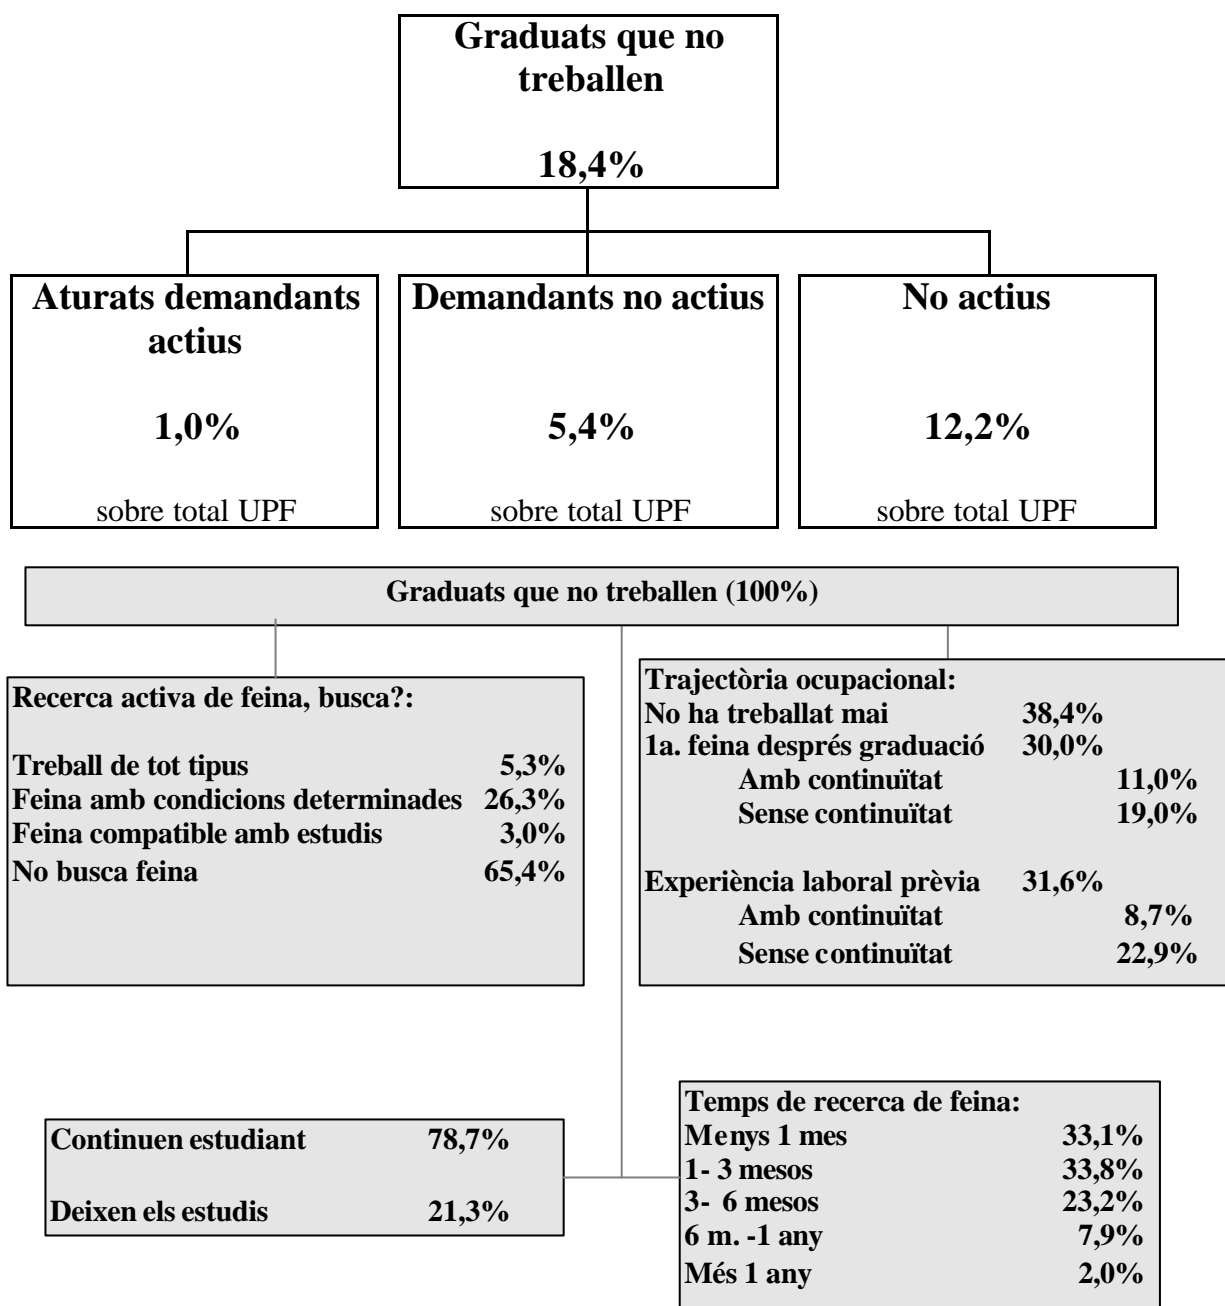 Graduats que no
treballen
18,4%
Aturats demandants
actius
1,0%
sobre total UPF
Demandants no actius
5,4%
sobre total UPF
No actius
12,2%
sobre total UPF
Graduats que no treballen (100%)
Recerca activa de feina, busca?:
Treball de tot tipus 5,3%
Feina amb condicions determinades 26,3%
Feina compatible amb estudis 3,0%
No busca feina 65,4%
Trajectòria ocupacional:
No ha treballat mai 38,4%
1a. feina després graduació 30,0%
Amb continuïtat 11,0%
Sense continuïtat 19,0%
Experiència laboral prèvia 31,6%
Amb continuïtat 8,7%
Sense continuïtat 22,9%
Continuen estudiant 78,7%
Deixen els estudis 21,3%
Temps de recerca de feina:
Menys 1 mes 33,1%
1- 3 mesos 33,8%
3- 6 mesos 23,2%
6 m. -1 any 7,9%
Més 1 any 2,0%